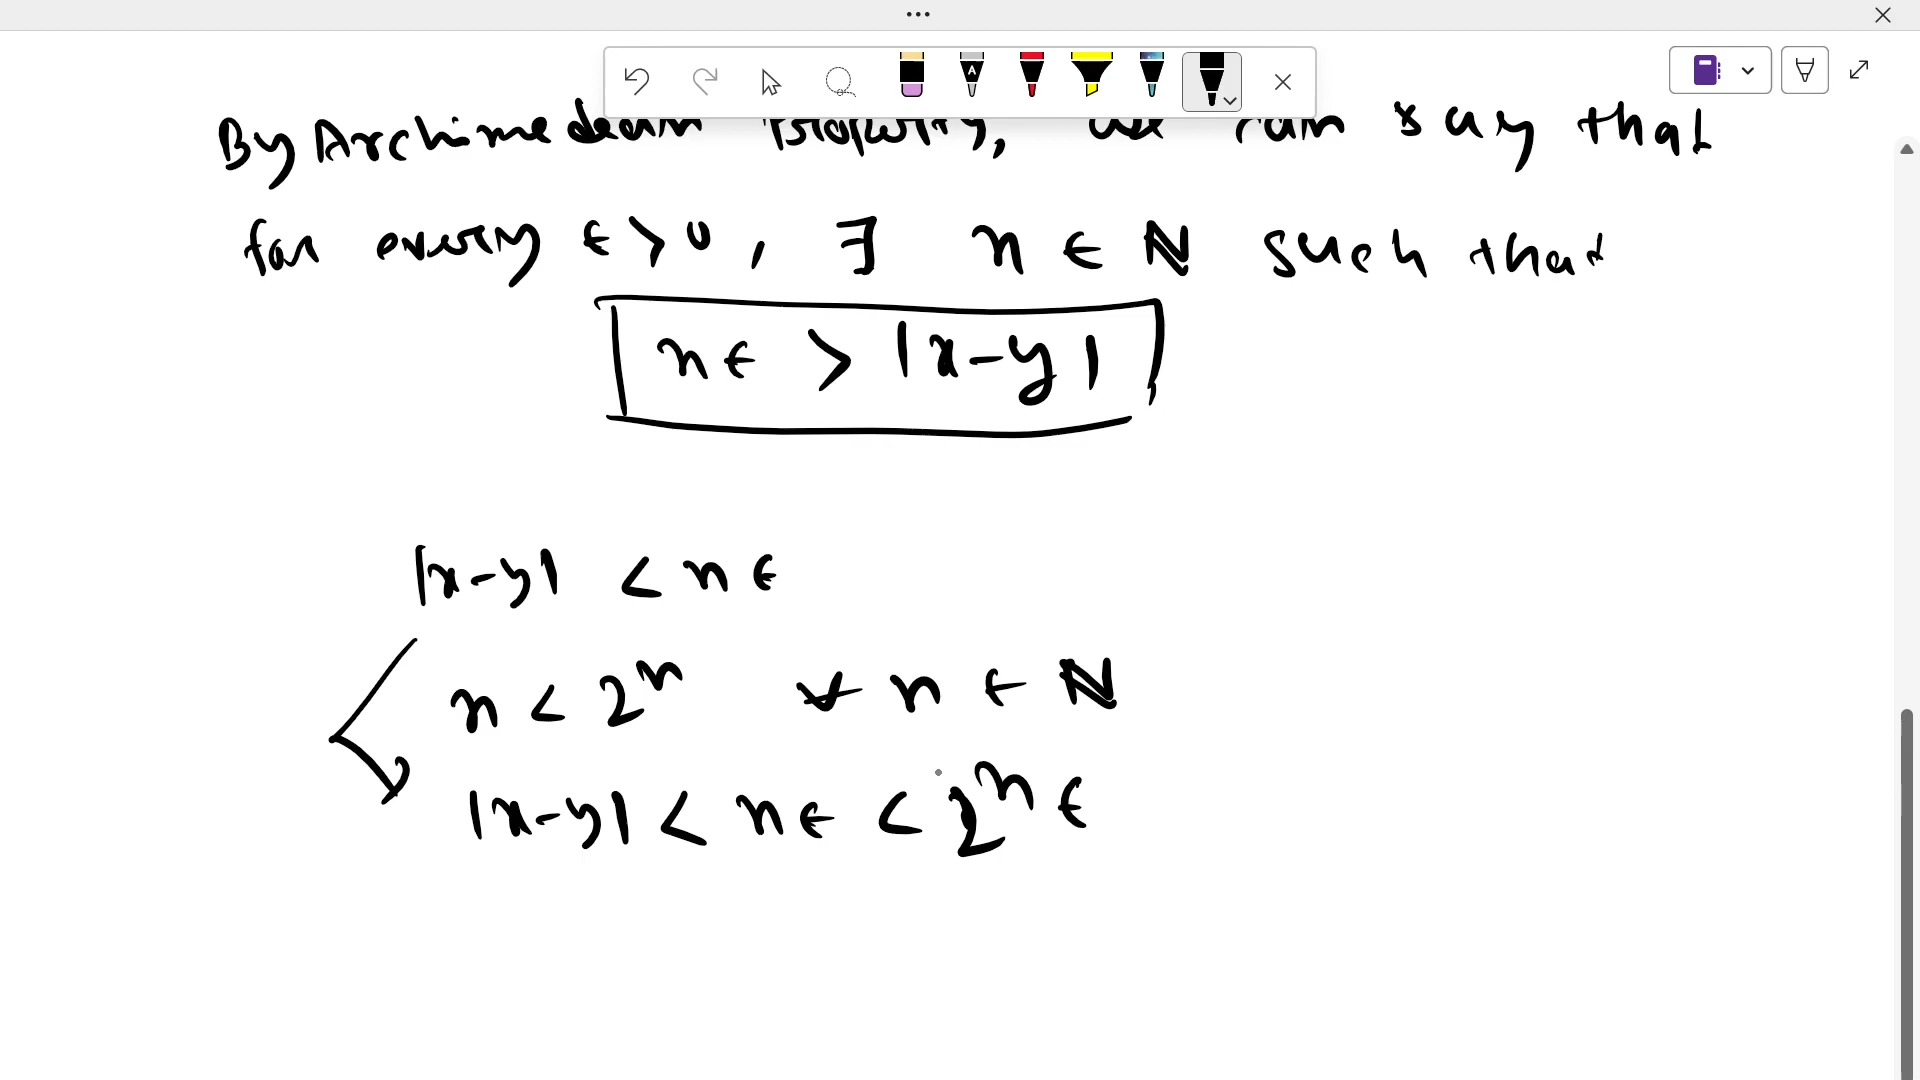 By Archimedean Property, we can say that
for every ϵ > 0, ∃ n ∈ ℕ such that
nϵ > |x-y|
|x-y| < nϵ
n < 2ⁿ ∀ n ∈ ℕ
|x-y| < nϵ < 2ⁿϵ